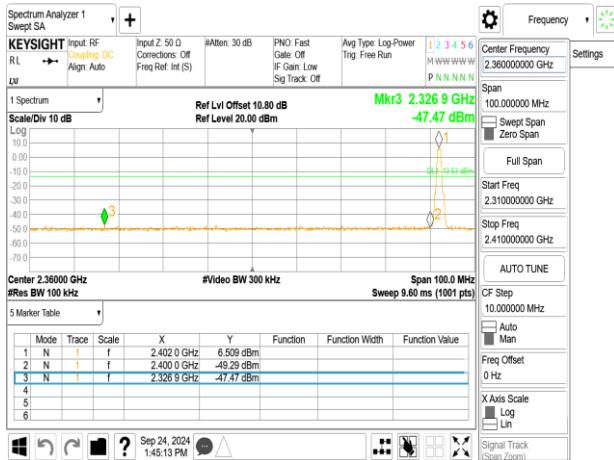 Spectrum Analyzer 1
Swept SA
Frequency
KEYSIGHT
RL
Input: RF
Coupling: DC
Align: Auto
Input Z: 50 Ω
Corrections: Off
Freq Ref: Int (S)
#Atten: 30 dB
PNO: Fast
Gate: Off
IF Gain: Low
Sig Track: Off
Avg Type: Log-Power
Trig: Free Run
1 2 3 4 5 6
M W W W W W
P N N N N N
1 Spectrum
Scale/Div 10 dB
Ref Lvl Offset 10.80 dB
Ref Level 20.00 dBm
Mkr3 2.326 9 GHz
-47.47 dBm
Log
10.0
0.00
-10.0
-20.0
-30.0
-40.0
-50.0
-60.0
-70.0
1
2
3
Center 2.36000 GHz
#Res BW 100 kHz
#Video BW 300 kHz
Span 100.0 MHz
Sweep 9.60 ms (1001 pts)
5 Marker Table
Mode Trace Scale X Y Function Function Width Function Value
1 N 1 f 2.402 0 GHz 6.509 dBm
2 N 1 f 2.400 0 GHz -49.29 dBm
3 N 1 f 2.326 9 GHz -47.47 dBm
4
5
6
Sep 24, 2024
1:45:13 PM
Center Frequency
2.360000000 GHz
Settings
Span
100.000000 MHz
Swept Span
Zero Span
Full Span
Start Freq
2.310000000 GHz
Stop Freq
2.410000000 GHz
AUTO TUNE
CF Step
10.000000 MHz
Auto
Man
Freq Offset
0 Hz
X Axis Scale
Log
Lin
Signal Track
(Span Zoom)